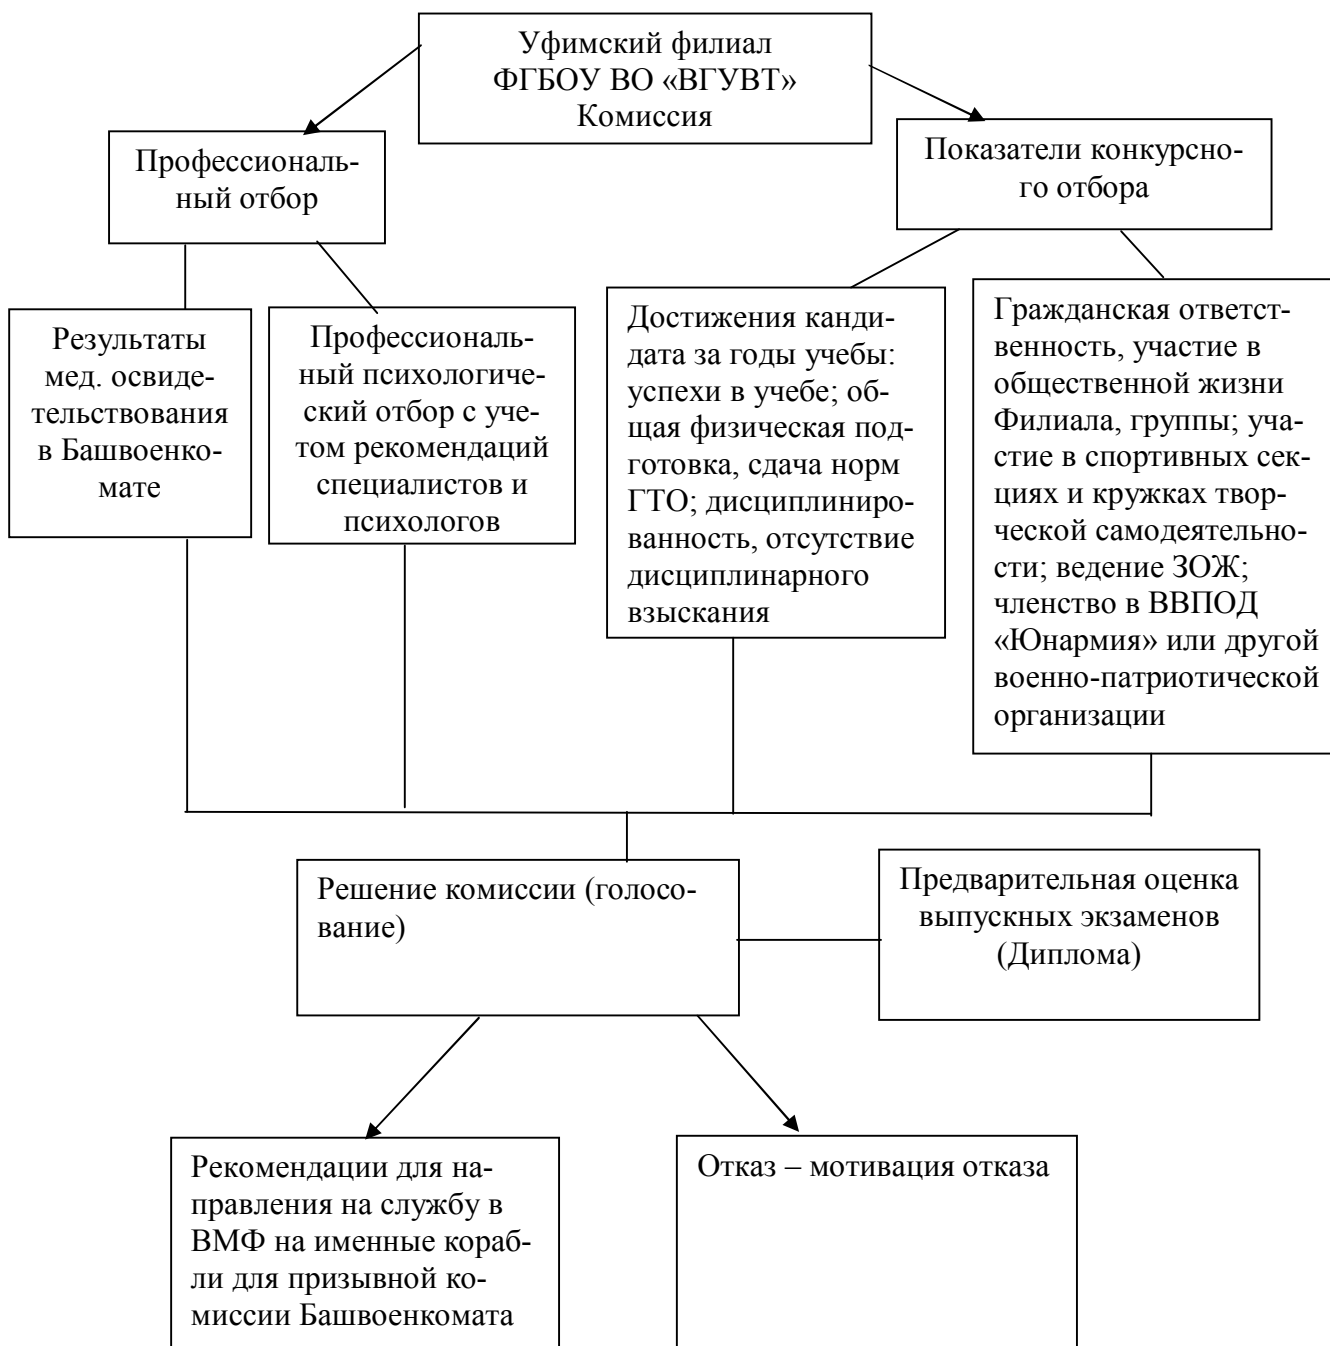 Уфимский филиал
ФГБОУ ВО «ВГУВТ»
Комиссия
Профессиональ-
ный отбор
Показатели конкурсно-
го отбора
Результаты
мед. освиде-
тельствования
в Башвоенко-
мате
Профессиональ-
ный психологиче-
ский отбор с уче-
том рекомендаций
специалистов и
психологов
Достижения канди-
дата за годы учебы:
успехи в учебе; об-
щая физическая под-
готовка, сдача норм
ГТО; дисциплиниро-
ванность, отсутствие
дисциплинарного
взыскания
Гражданская ответст-
венность, участие в
общественной жизни
Филиала, группы; уча-
стие в спортивных сек-
циях и кружках твор-
ческой самодеятельно-
сти; ведение ЗОЖ;
членство в ВВПОД
«Юнармия» или другой
военно-патриотической
организации
Решение комиссии (голосо-
вание)
Предварительная оценка
выпускных экзаменов
(Диплома)
Рекомендации для на-
правления на службу в
ВМФ на именные кораб-
ли для призывной ко-
миссии Башвоенкомата
Отказ – мотивация отказа